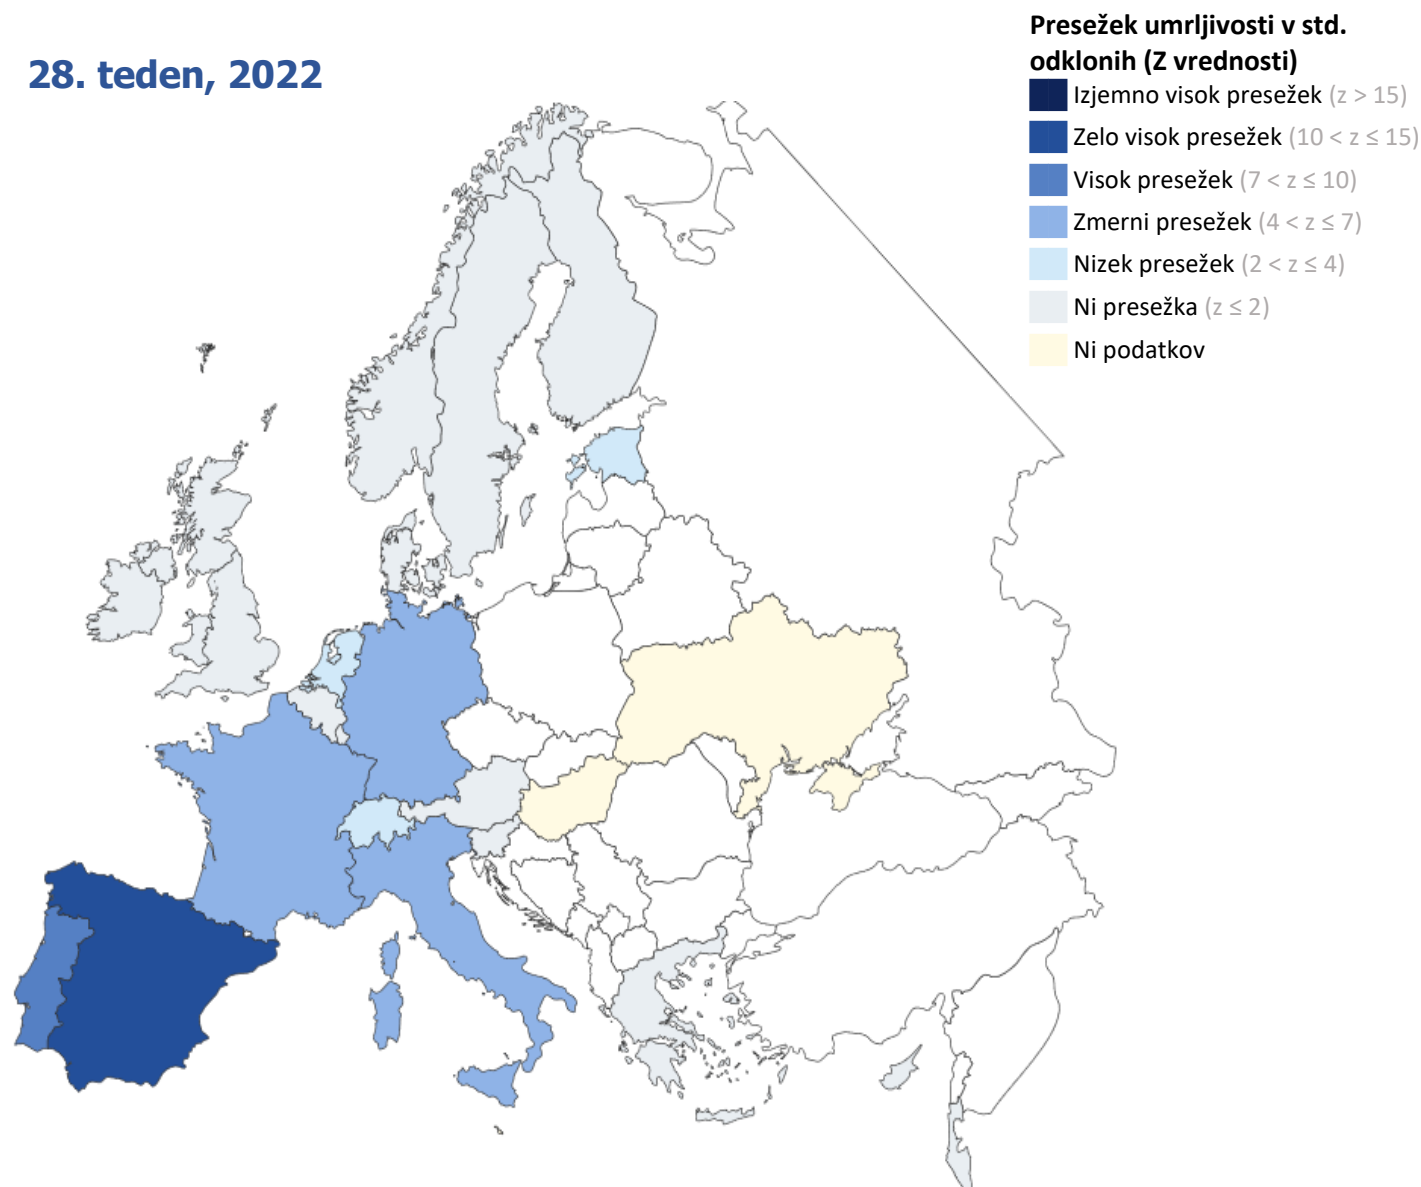 28. teden, 2022
Presežek umrljivosti v std.
odklonih (Z vrednosti)
Izjemno visok presežek (z > 15)
Zelo visok presežek (10 < z ≤ 15)
Visok presežek (7 < z ≤ 10)
Zmerni presežek (4 < z ≤ 7)
Nizek presežek (2 < z ≤ 4)
Ni presežka (z ≤ 2)
Ni podatkov